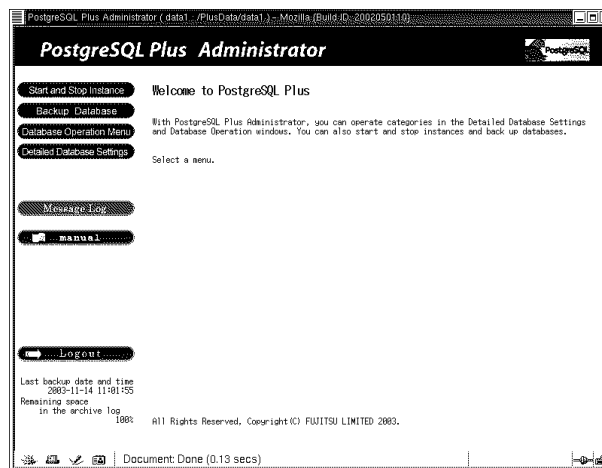 PostgreSQL Plus Administrator ( data1 : /PlusData/data1 ) - Mozilla {Build ID: 2002050110}
PostgreSQL Plus Administrator
PostgreSQL
Start and Stop Instance
Backup Database
Database Operation Menu
Detailed Database Settings
Message Log
manual
Logout
Last backup date and time
2003-11-14 11:01:55
Remaining space
in the archive log
100%
Welcome to PostgreSQL Plus
With PostgreSQL Plus Administrator, you can operate categories in the Detailed Database Settings
and Database Operation windows. You can also start and stop instances and back up databases.
Select a menu.
All Rights Reserved, Copyright(C) FUJITSU LIMITED 2003.
Document: Done (0.13 secs)